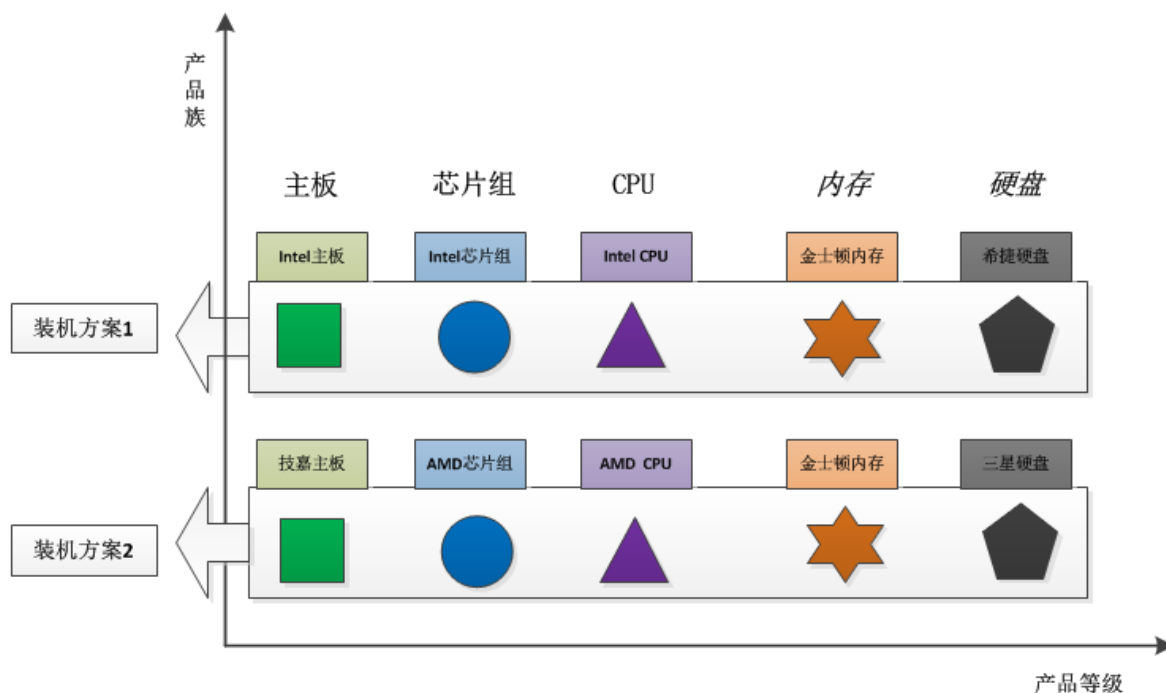 产
品
族
主板 芯片组 CPU 内存 硬盘
Intel主板 Intel芯片组 Intel CPU 金士顿内存 希捷硬盘
装机方案1
技嘉主板 AMD芯片组 AMD CPU 金士顿内存 三星硬盘
装机方案2
产品等级